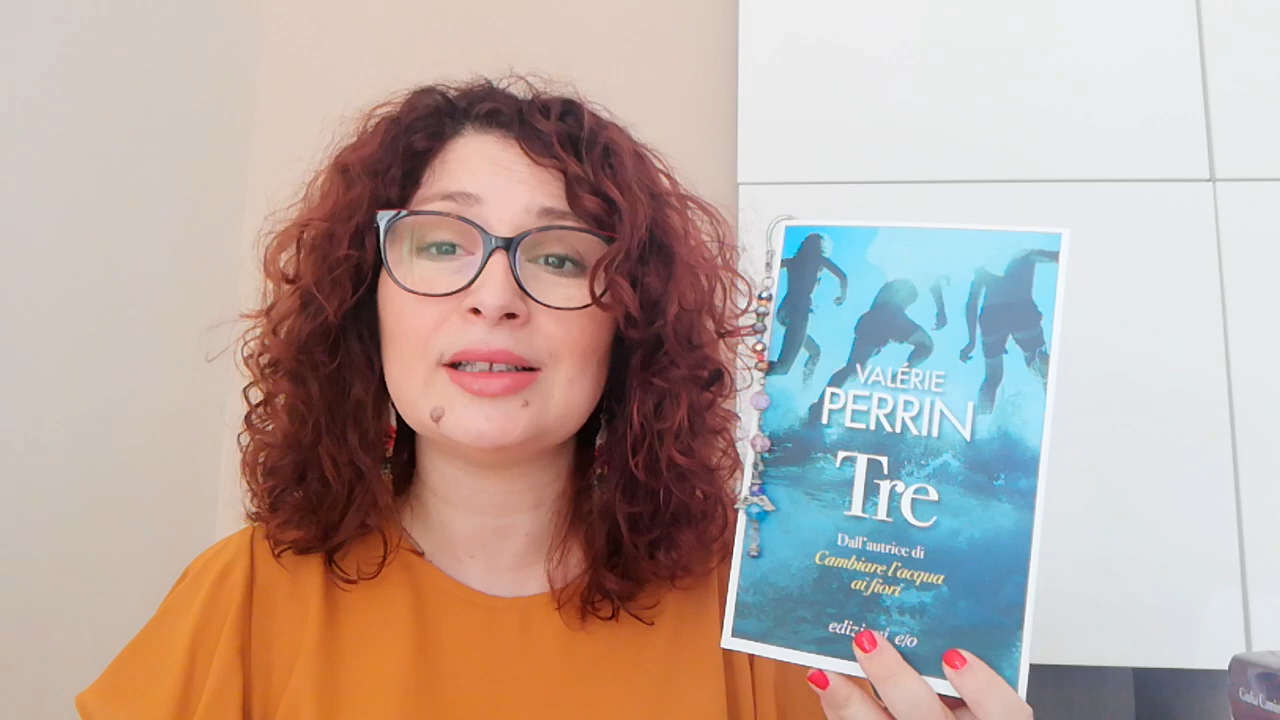 VALÉRIE
PERRIN
Tre
Dall'autrice di
Cambiare l'acqua
ai fiori
edizioni e/o